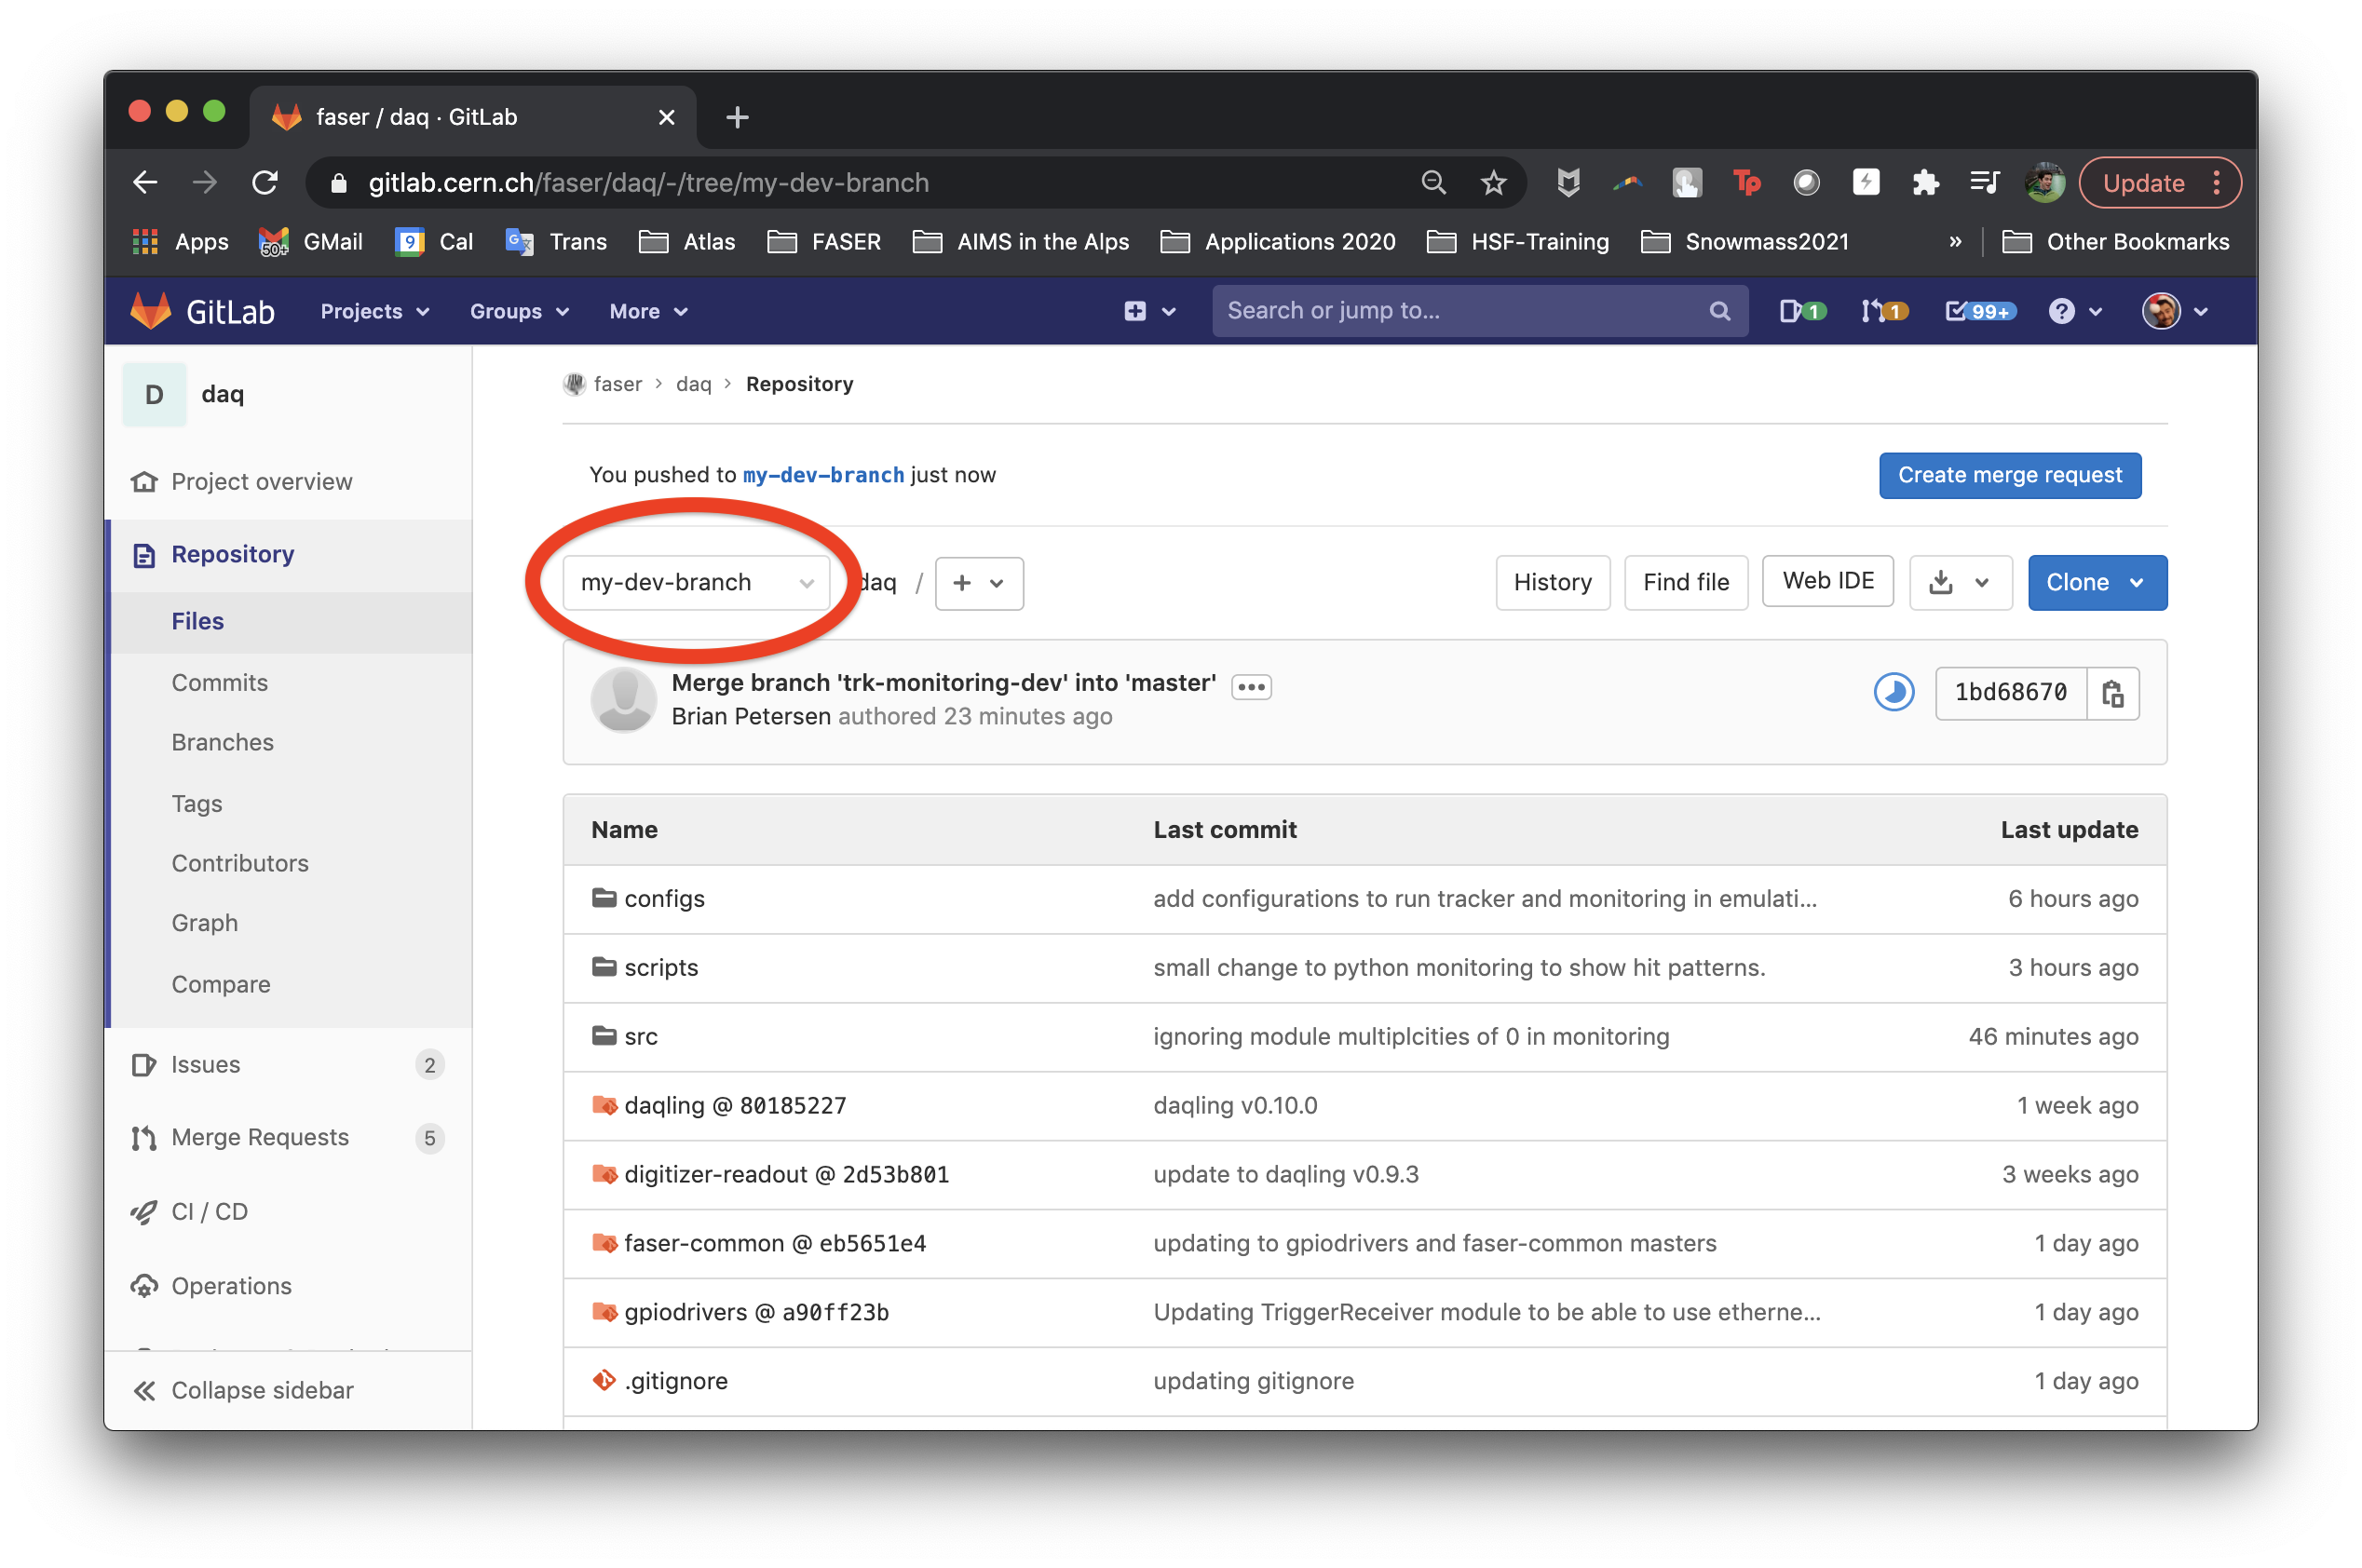 faser / daq · GitLab
gitlab.cern.ch/faser/daq/-/tree/my-dev-branch
Tp
Update
Apps
50+
GMail
9
Cal
G
Trans
Atlas
FASER
AIMS in the Alps
Applications 2020
HSF-Training
Snowmass2021
»
Other Bookmarks
GitLab
Projects
Groups
More
Search or jump to...
1
1
99+
?
D
daq
Project overview
Repository
Files
Commits
Branches
Tags
Contributors
Graph
Compare
Issues
2
Merge Requests
5
CI / CD
Operations
Collapse sidebar
faser > daq > Repository
You pushed to my-dev-branch just now
Create merge request
my-dev-branch
daq / +
History
Find file
Web IDE
Clone
Merge branch 'trk-monitoring-dev' into 'master'
Brian Petersen authored 23 minutes ago
1bd68670
Name Last commit Last update
configs add configurations to run tracker and monitoring in emulati... 6 hours ago
scripts small change to python monitoring to show hit patterns. 3 hours ago
src ignoring module multiplcities of 0 in monitoring 46 minutes ago
daqling @ 80185227 daqling v0.10.0 1 week ago
digitizer-readout @ 2d53b801 update to daqling v0.9.3 3 weeks ago
faser-common @ eb5651e4 updating to gpiodrivers and faser-common masters 1 day ago
gpiodrivers @ a90ff23b Updating TriggerReceiver module to be able to use etherne... 1 day ago
.gitignore updating gitignore 1 day ago